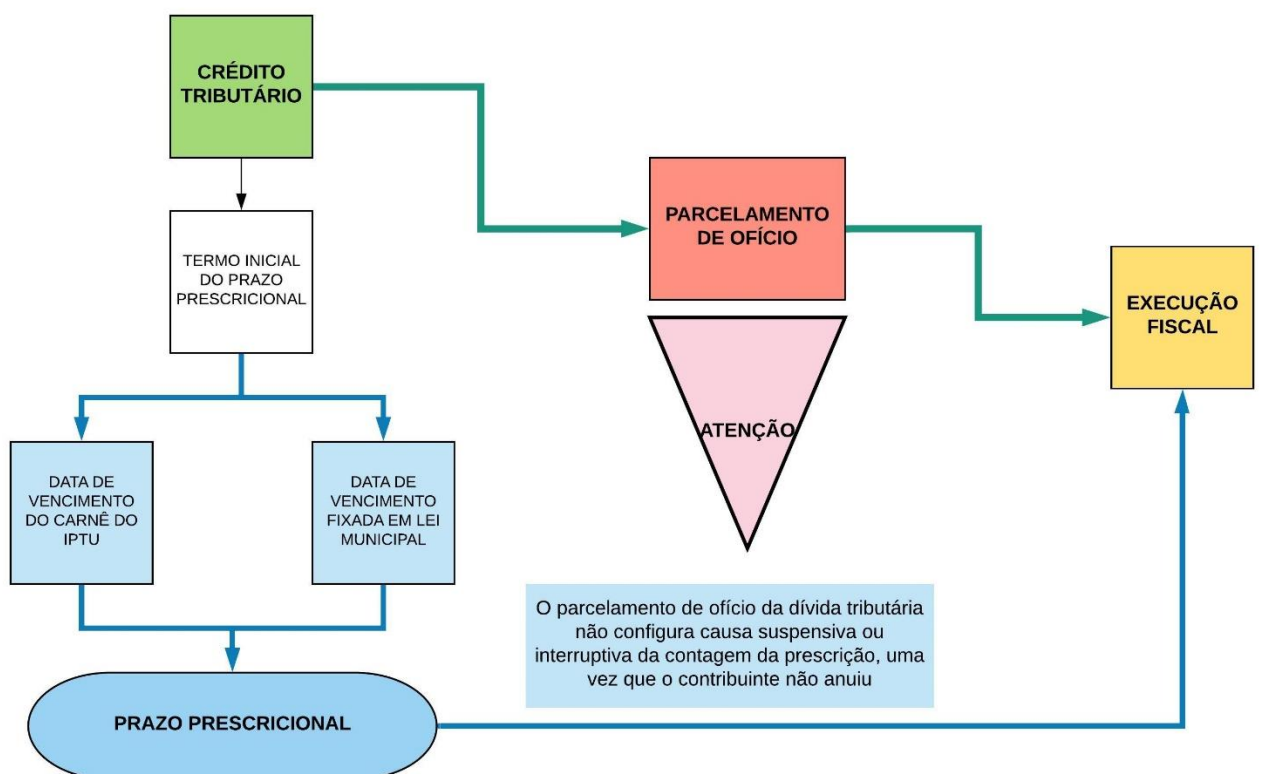 CRÉDITO
TRIBUTÁRIO
TERMO INICIAL
DO PRAZO
PRESCRICIONAL
DATA DE
VENCIMENTO
DO CARNÊ DO
IPTU
DATA DE
VENCIMENTO
FIXADA EM LEI
MUNICIPAL
PRAZO PRESCRICIONAL
PARCELAMENTO
DE OFÍCIO
ATENÇÃO
O parcelamento de ofício da dívida tributária
não configura causa suspensiva ou
interruptiva da contagem da prescrição, uma
vez que o contribuinte não anuiu
EXECUÇÃO
FISCAL